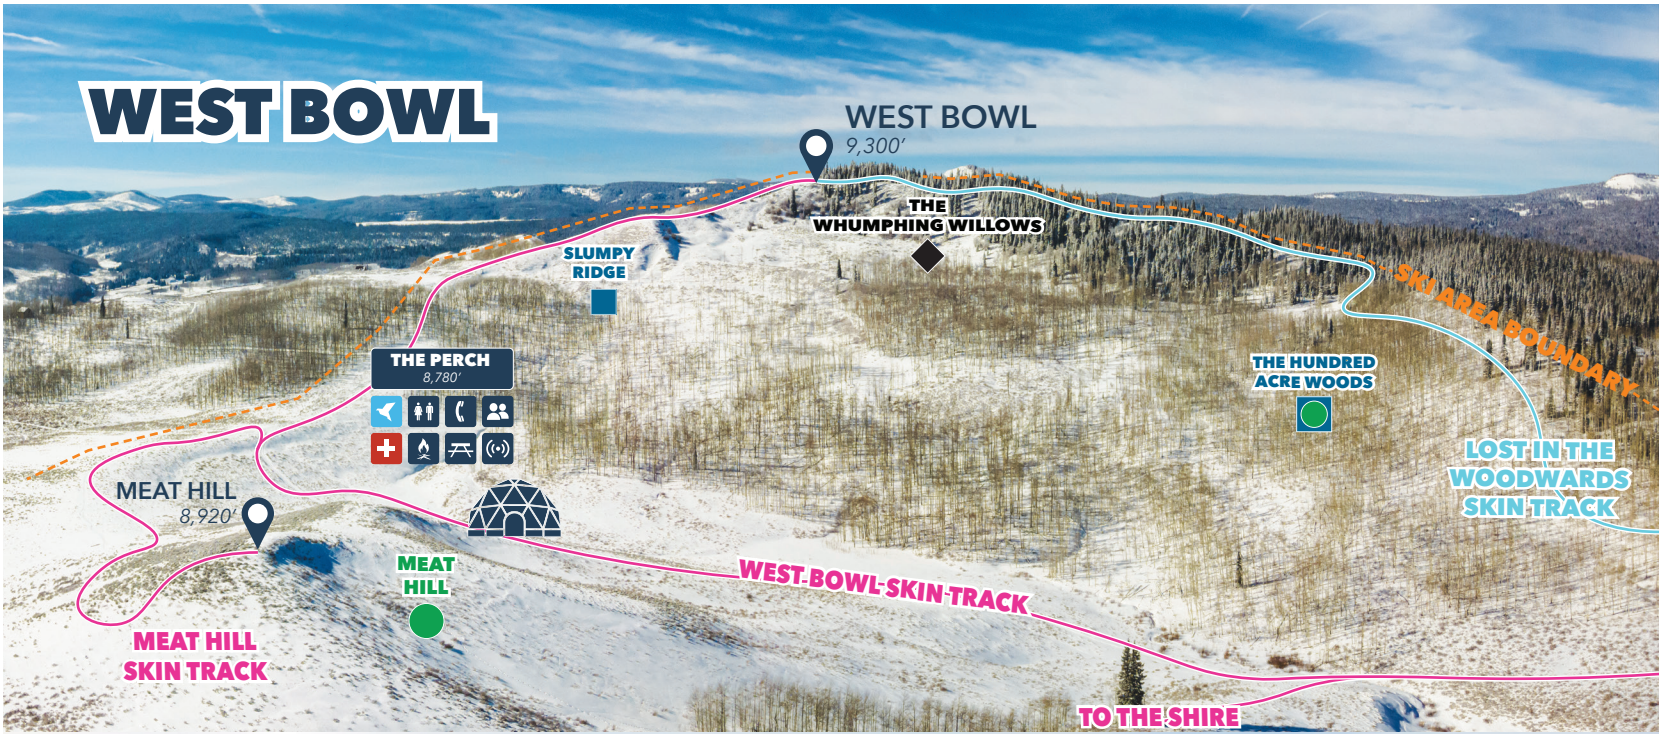 WEST BOWL
WEST BOWL
9,300’
THE
WHUMPHING WILLOWS
SLUMPY
RIDGE
SKI AREA BOUNDARY
THE PERCH
8,780’
THE HUNDRED
ACRE WOODS
LOST IN THE
WOODWARDS
SKIN TRACK
MEAT HILL
8,920’
MEAT
HILL
WEST BOWL SKIN TRACK
MEAT HILL
SKIN TRACK
TO THE SHIRE